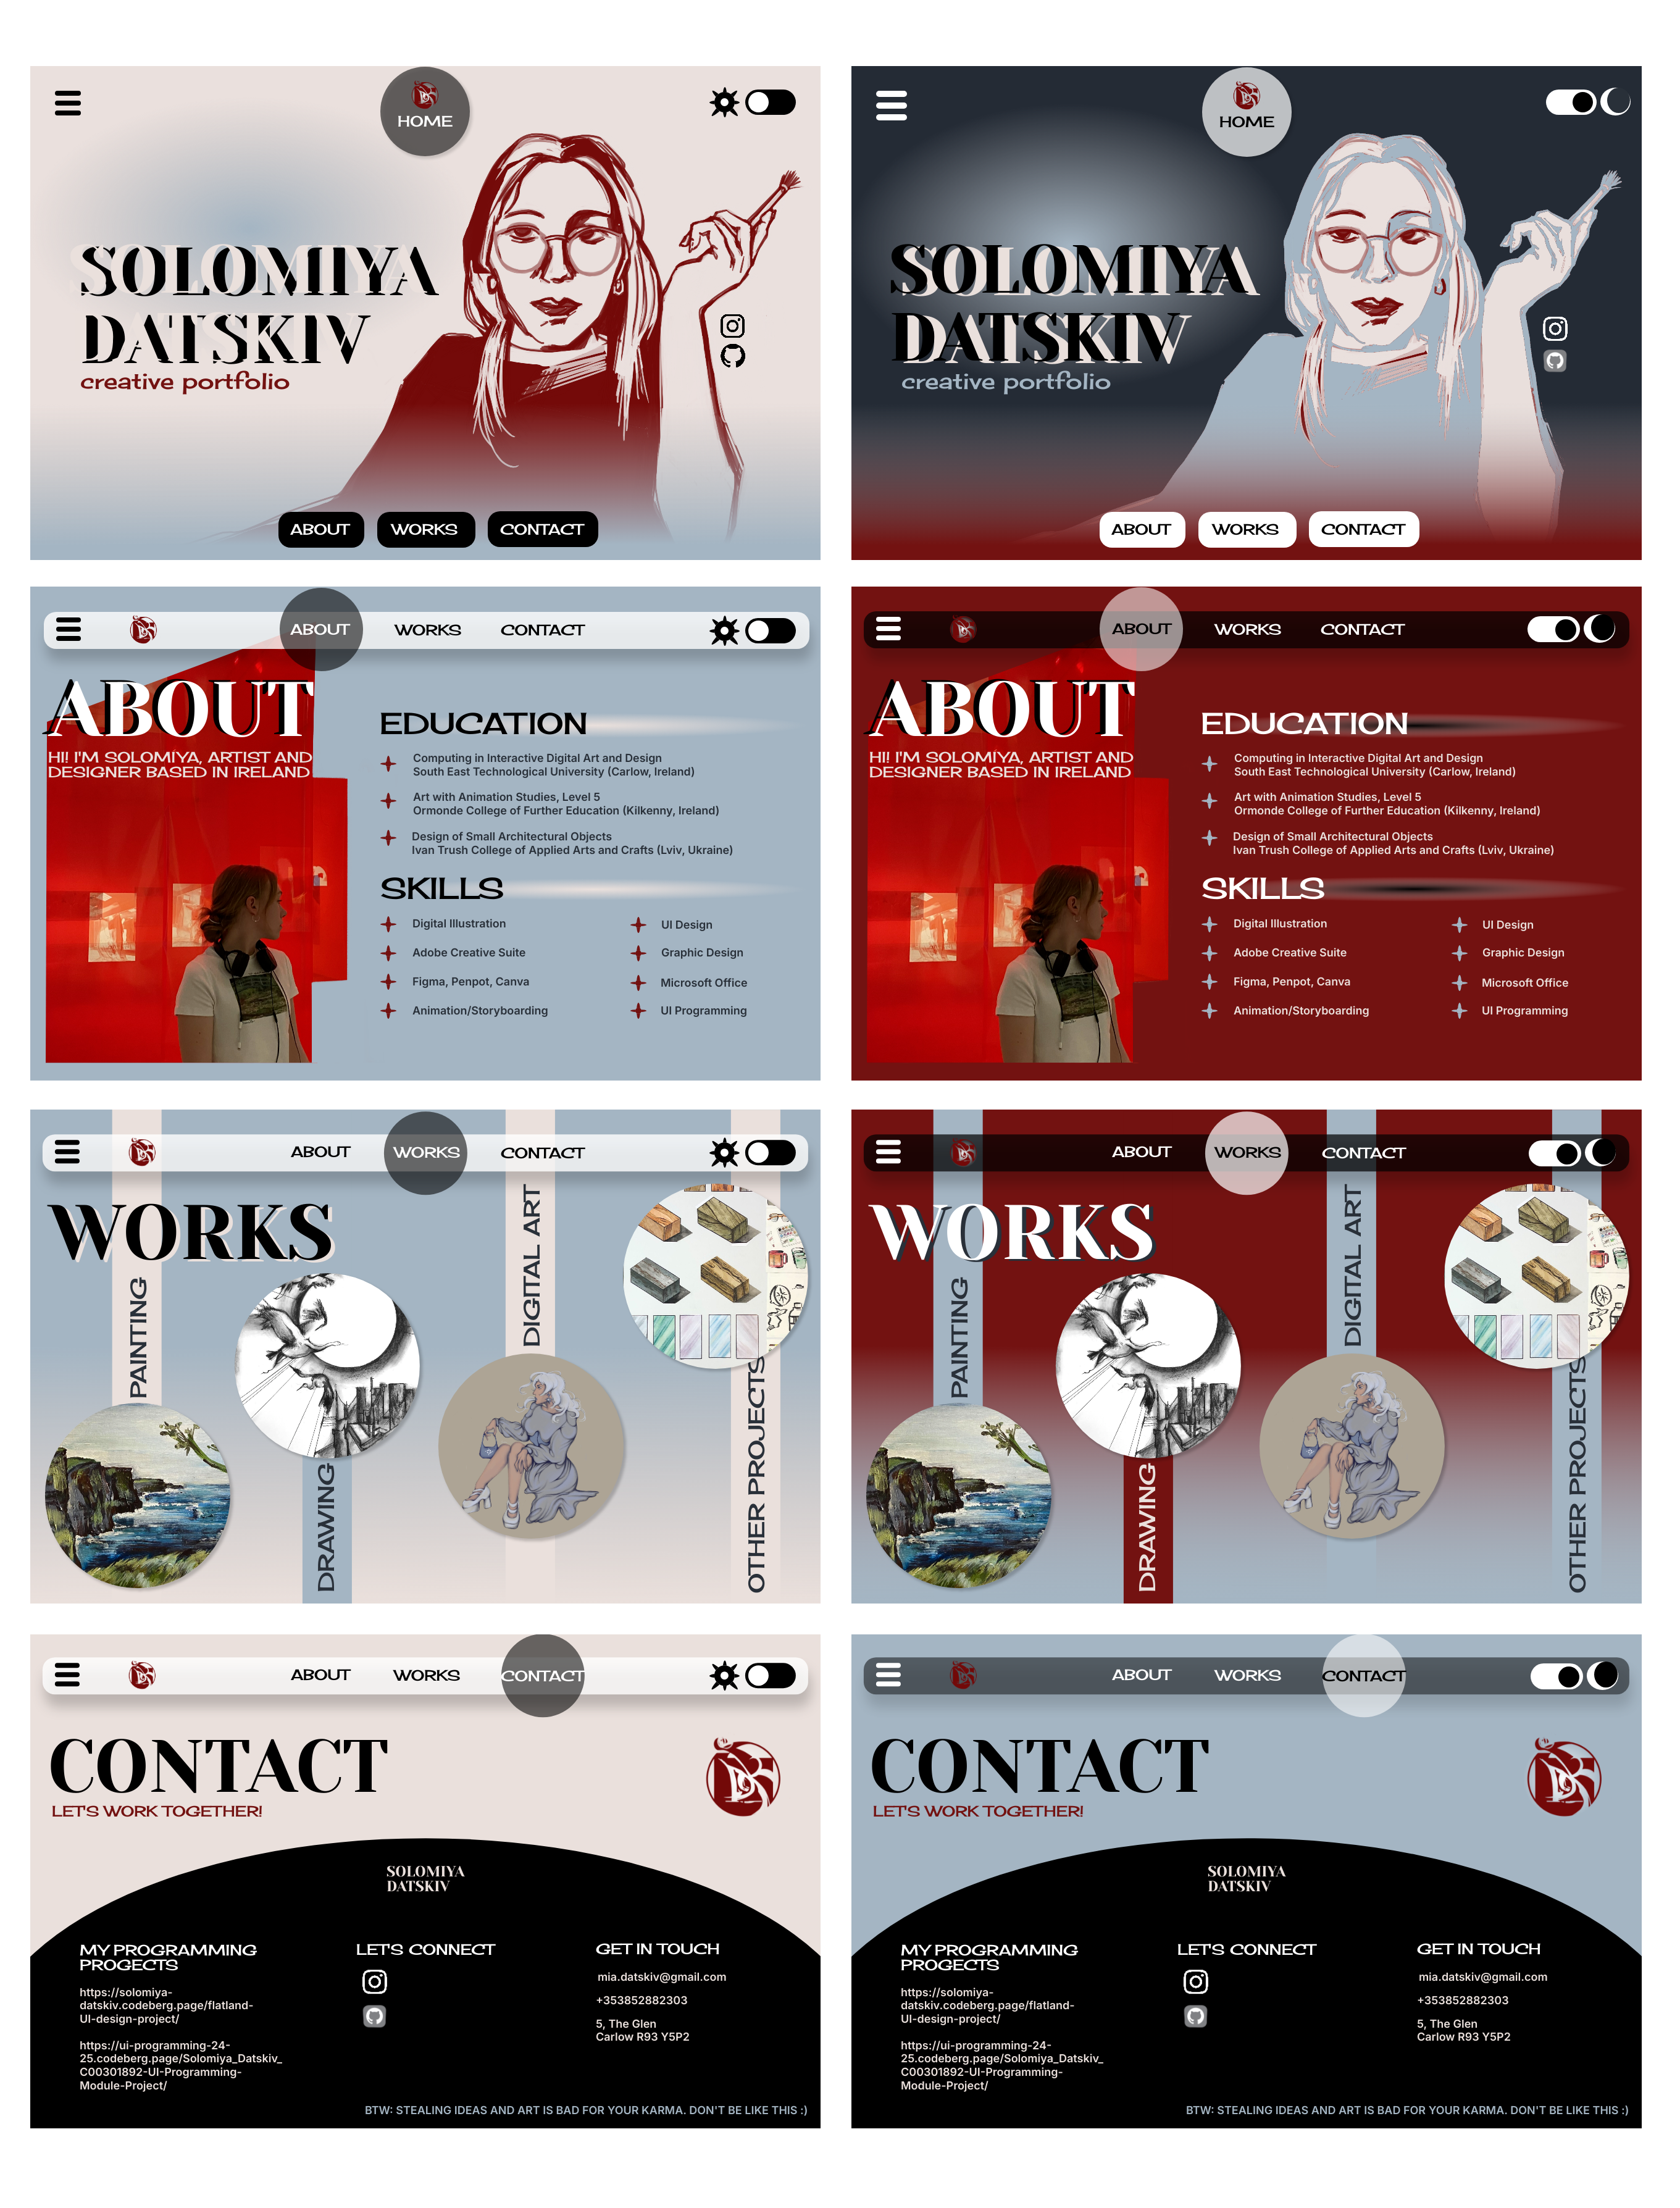 HOME
SOLOMIYA
DATSKIV
creative portfolio
ABOUT WORKS CONTACT
HOME
SOLOMIYA
DATSKIV
creative portfolio
ABOUT WORKS CONTACT
ABOUT WORKS CONTACT
ABOUT
HI! I'M SOLOMIYA, ARTIST AND
DESIGNER BASED IN IRELAND
EDUCATION
Computing in Interactive Digital Art and Design
South East Technological University (Carlow, Ireland)
Art with Animation Studies, Level 5
Ormonde College of Further Education (Kilkenny, Ireland)
Design of Small Architectural Objects
Ivan Trush College of Applied Arts and Crafts (Lviv, Ukraine)
SKILLS
Digital Illustration
Adobe Creative Suite
Figma, Penpot, Canva
Animation/Storyboarding
UI Design
Graphic Design
Microsoft Office
UI Programming
ABOUT WORKS CONTACT
ABOUT
HI! I'M SOLOMIYA, ARTIST AND
DESIGNER BASED IN IRELAND
EDUCATION
Computing in Interactive Digital Art and Design
South East Technological University (Carlow, Ireland)
Art with Animation Studies, Level 5
Ormonde College of Further Education (Kilkenny, Ireland)
Design of Small Architectural Objects
Ivan Trush College of Applied Arts and Crafts (Lviv, Ukraine)
SKILLS
Digital Illustration
Adobe Creative Suite
Figma, Penpot, Canva
Animation/Storyboarding
UI Design
Graphic Design
Microsoft Office
UI Programming
ABOUT WORKS CONTACT
WORKS
PAINTING
DRAWING
DIGITAL ART
OTHER PROJECTS
ABOUT WORKS CONTACT
WORKS
PAINTING
DRAWING
DIGITAL ART
OTHER PROJECTS
ABOUT WORKS CONTACT
CONTACT
LET'S WORK TOGETHER!
SOLOMIYA
DATSKIV
MY PROGRAMMING
PROGECTS
https://solomiya-
datskiv.codeberg.page/flatland-
UI-design-project/
https://ui-programming-24-
25.codeberg.page/Solomiya_Datskiv_
C00301892-UI-Programming-
Module-Project/
LET'S CONNECT
GET IN TOUCH
mia.datskiv@gmail.com
+353852882303
5, The Glen
Carlow R93 Y5P2
BTW: STEALING IDEAS AND ART IS BAD FOR YOUR KARMA. DON'T BE LIKE THIS :)
ABOUT WORKS CONTACT
CONTACT
LET'S WORK TOGETHER!
SOLOMIYA
DATSKIV
MY PROGRAMMING
PROGECTS
https://solomiya-
datskiv.codeberg.page/flatland-
UI-design-project/
https://ui-programming-24-
25.codeberg.page/Solomiya_Datskiv_
C00301892-UI-Programming-
Module-Project/
LET'S CONNECT
GET IN TOUCH
mia.datskiv@gmail.com
+353852882303
5, The Glen
Carlow R93 Y5P2
BTW: STEALING IDEAS AND ART IS BAD FOR YOUR KARMA. DON'T BE LIKE THIS :)